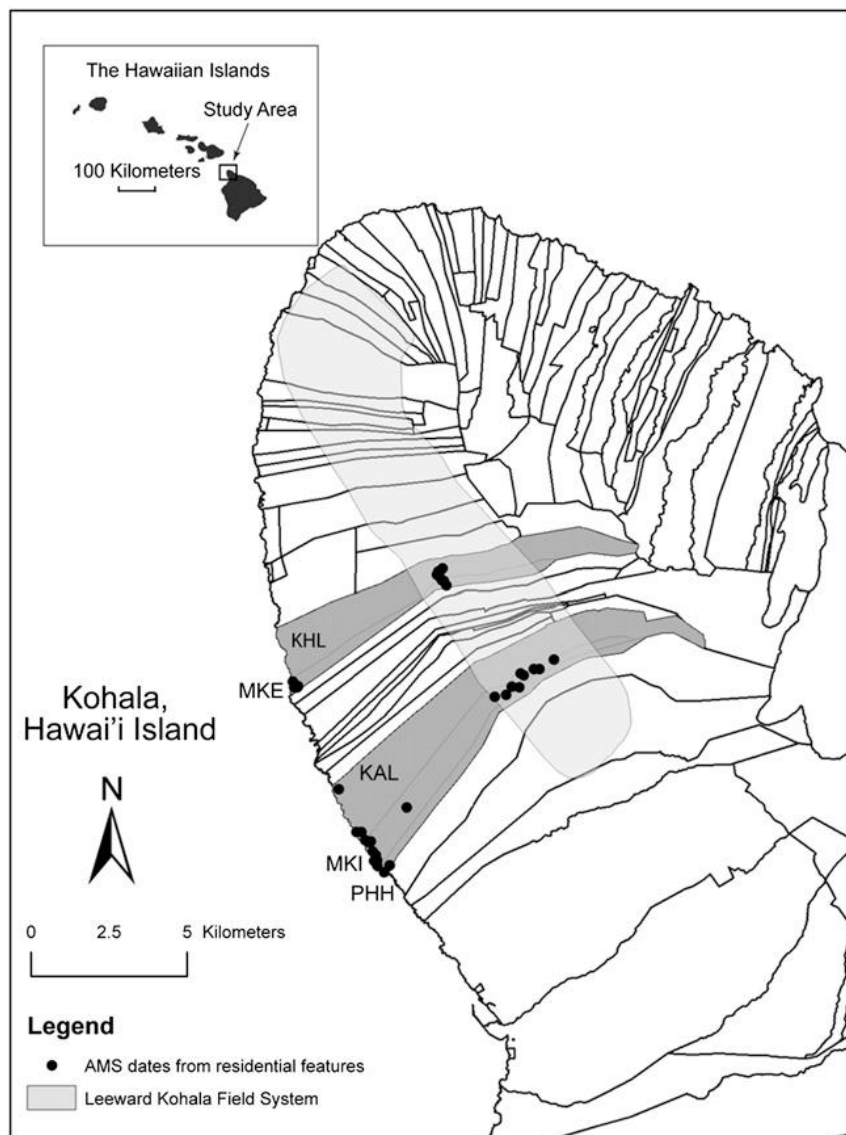 The Hawaiian Islands
Study Area
100 Kilometers
KHL
MKE
Kohala,
Hawai'i Island
KAL
N
MKI
PHH
0 2.5 5 Kilometers
Legend
AMS dates from residential features
Leeward Kohala Field System